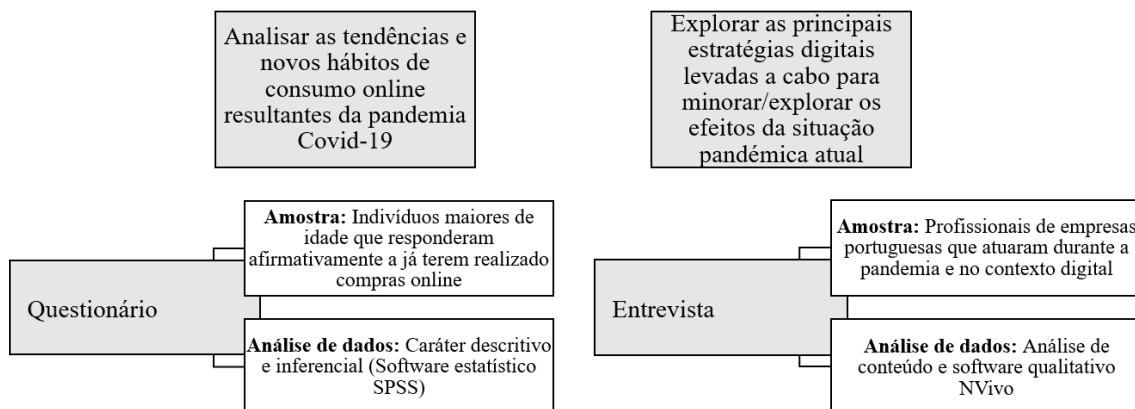 Analisar as tendências e
novos hábitos de
consumo online
resultantes da pandemia
Covid-19
Explorar as principais
estratégias digitais
levadas a cabo para
minorar/explorar os
efeitos da situação
pandémica atual
Questionário
Amostra: Indivíduos maiores de
idade que responderam
afirmativamente a já terem realizado
compras online
Análise de dados: Caráter descritivo
e inferencial (Software estatístico
SPSS)
Entrevista
Amostra: Profissionais de empresas
portuguesas que atuaram durante a
pandemia e no contexto digital
Análise de dados: Análise de
conteúdo e software qualitativo
NVivo